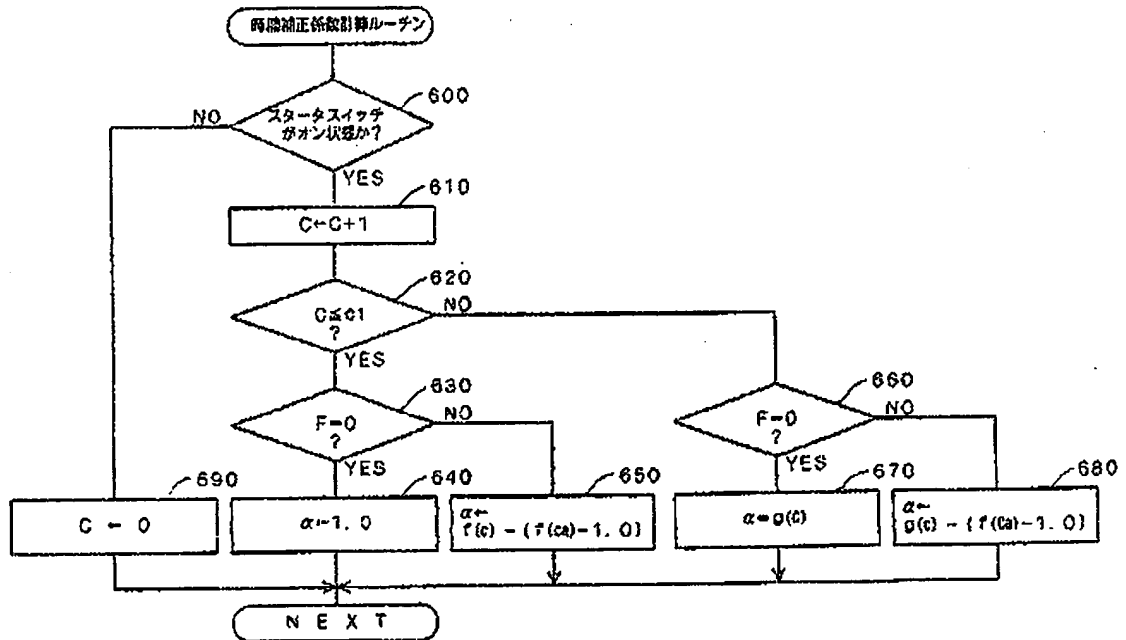 時間補正係数計算ルーチン
600
スタータスイッチ
がオン状態か?
NO
YES
610
C←C+1
620
C≦c1
?
NO
YES
630
F=0
?
NO
YES
660
F=0
?
NO
YES
690
C ← 0
640
α←1.0
650
α←
f(c) - {f(ca)-1.0}
670
α=g(C)
680
α←
g(c) - {f(Ca)-1.0}
NEXT